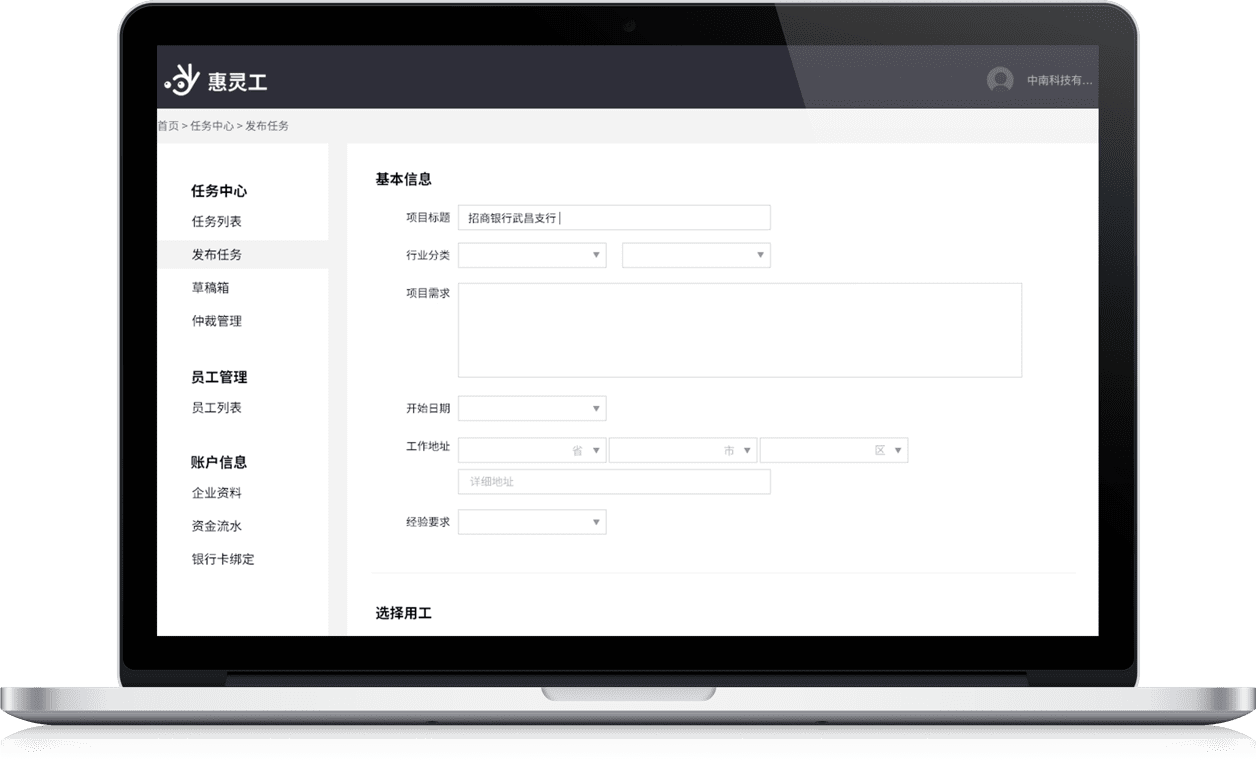 惠灵工
中南科技有...
首页 > 任务中心 > 发布任务
任务中心
任务列表
发布任务
草稿箱
仲裁管理
员工管理
员工列表
账户信息
企业资料
资金流水
银行卡绑定
基本信息
项目标题 招商银行武昌支行
行业分类
项目需求
开始日期
工作地址 省 市 区
详细地址
经验要求
选择用工